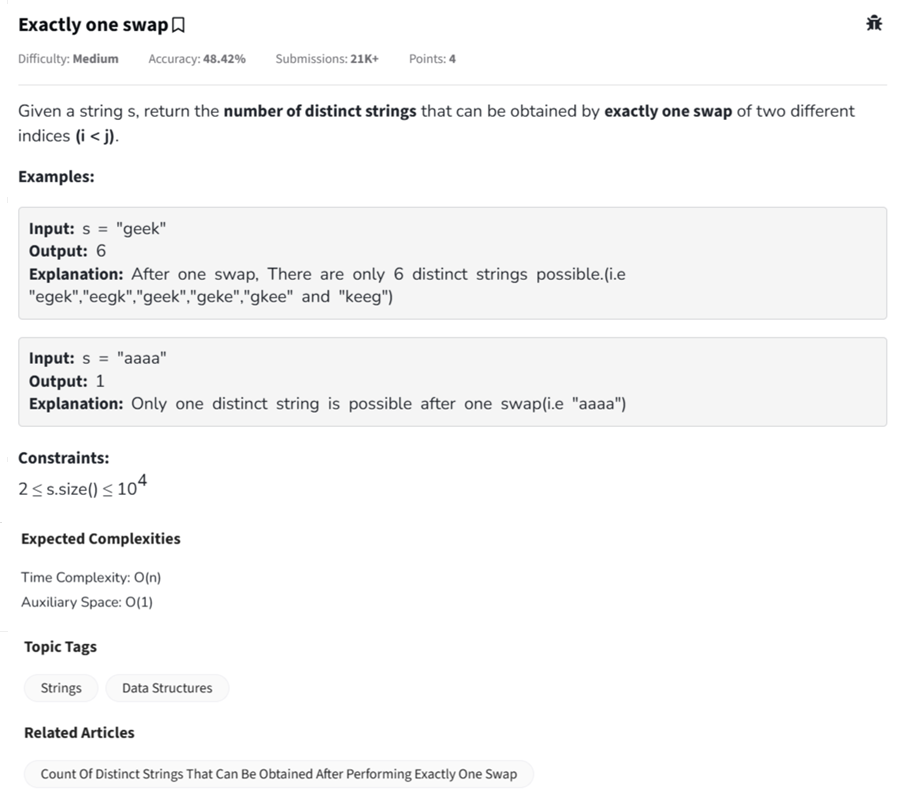 Exactly one swap
Difficulty: Medium Accuracy: 48.42% Submissions: 21K+ Points: 4
Given a string s, return the number of distinct strings that can be obtained by exactly one swap of two different
indices (i < j).
Examples:
Input: s = "geek"
Output: 6
Explanation: After one swap, There are only 6 distinct strings possible.(i.e
"egek","eegk","geek","geke","gkee" and "keeg")
Input: s = "aaaa"
Output: 1
Explanation: Only one distinct string is possible after one swap(i.e "aaaa")
Constraints:
2 ≤ s.size() ≤ 10⁴
Expected Complexities
Time Complexity: O(n)
Auxiliary Space: O(1)
Topic Tags
Strings Data Structures
Related Articles
Count Of Distinct Strings That Can Be Obtained After Performing Exactly One Swap